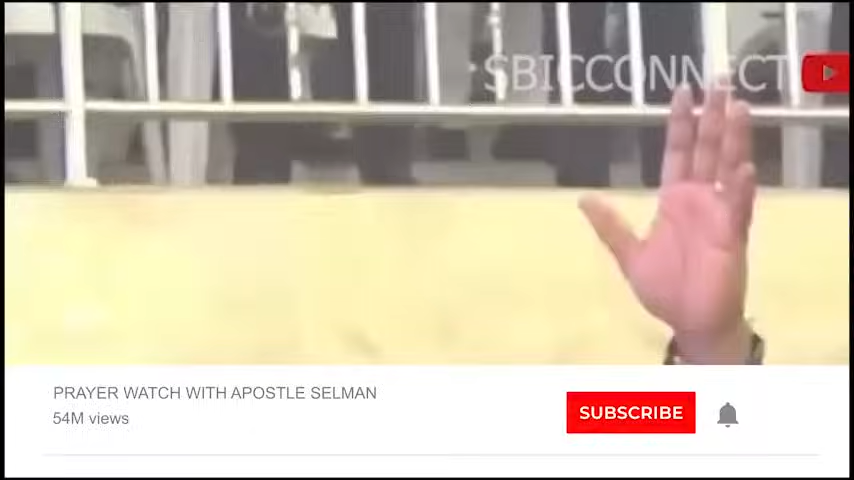 SBICCONNECT
PRAYER WATCH WITH APOSTLE SELMAN
54M views
SUBSCRIBE